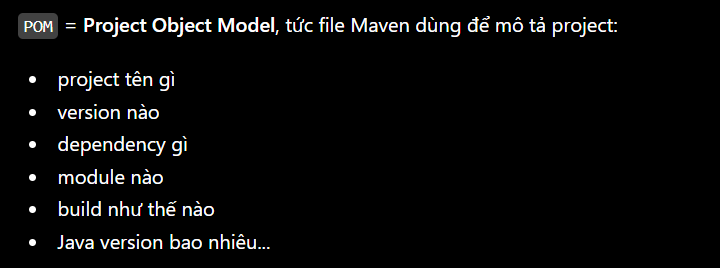 POM = Project Object Model, tức file Maven dùng để mô tả project:
• project tên gì
• version nào
• dependency gì
• module nào
• build như thế nào
• Java version bao nhiêu...